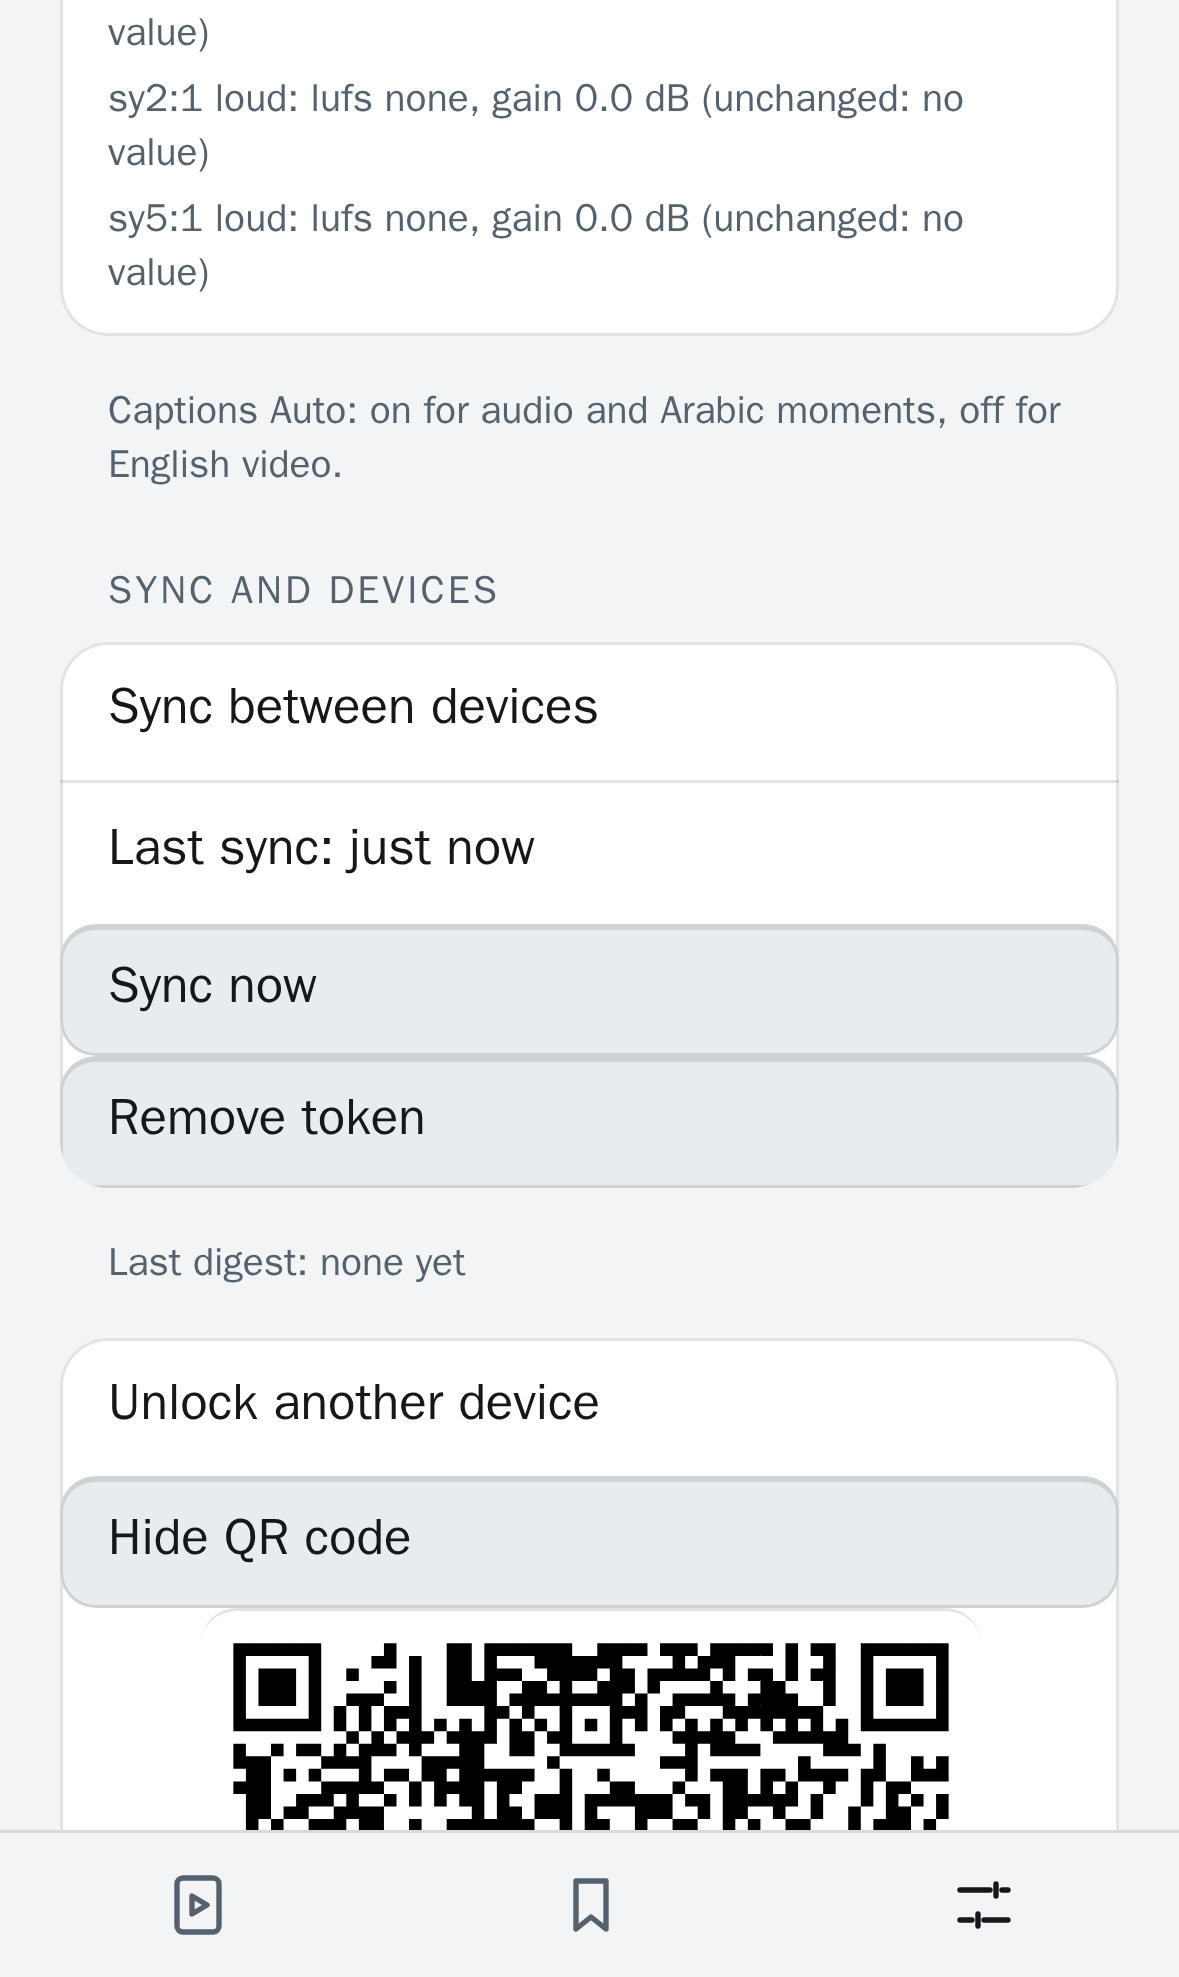 value)
sy2:1 loud: lufs none, gain 0.0 dB (unchanged: no
value)
sy5:1 loud: lufs none, gain 0.0 dB (unchanged: no
value)
Captions Auto: on for audio and Arabic moments, off for
English video.
SYNC AND DEVICES
Sync between devices
Last sync: just now
Sync now
Remove token
Last digest: none yet
Unlock another device
Hide QR code